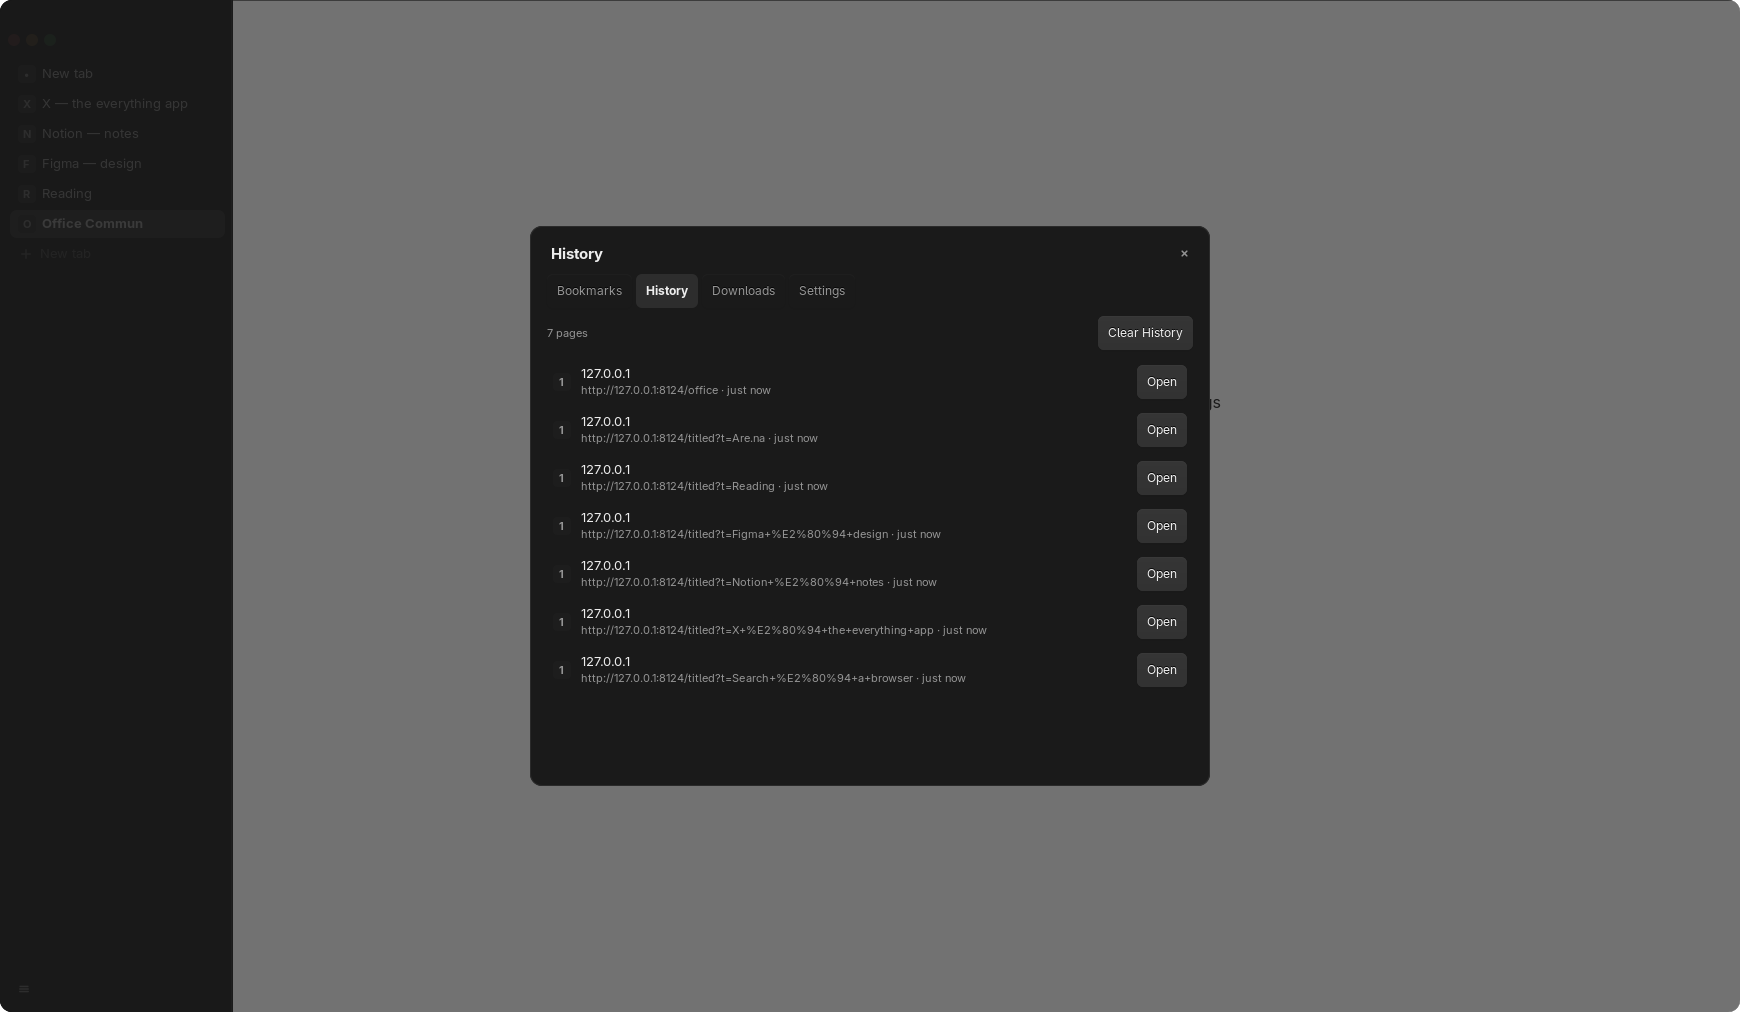 New tab
X X — the everything app
N Notion — notes
F Figma — design
R Reading
O Office Commun
+ New tab
History ×
Bookmarks History Downloads Settings
7 pages Clear History
1 127.0.0.1 Open
http://127.0.0.1:8124/office · just now
gs
1 127.0.0.1 Open
http://127.0.0.1:8124/titled?t=Are.na · just now
1 127.0.0.1 Open
http://127.0.0.1:8124/titled?t=Reading · just now
1 127.0.0.1 Open
http://127.0.0.1:8124/titled?t=Figma+%E2%80%94+design · just now
1 127.0.0.1 Open
http://127.0.0.1:8124/titled?t=Notion+%E2%80%94+notes · just now
1 127.0.0.1 Open
http://127.0.0.1:8124/titled?t=X+%E2%80%94+the+everything+app · just now
1 127.0.0.1 Open
http://127.0.0.1:8124/titled?t=Search+%E2%80%94+a+browser · just now